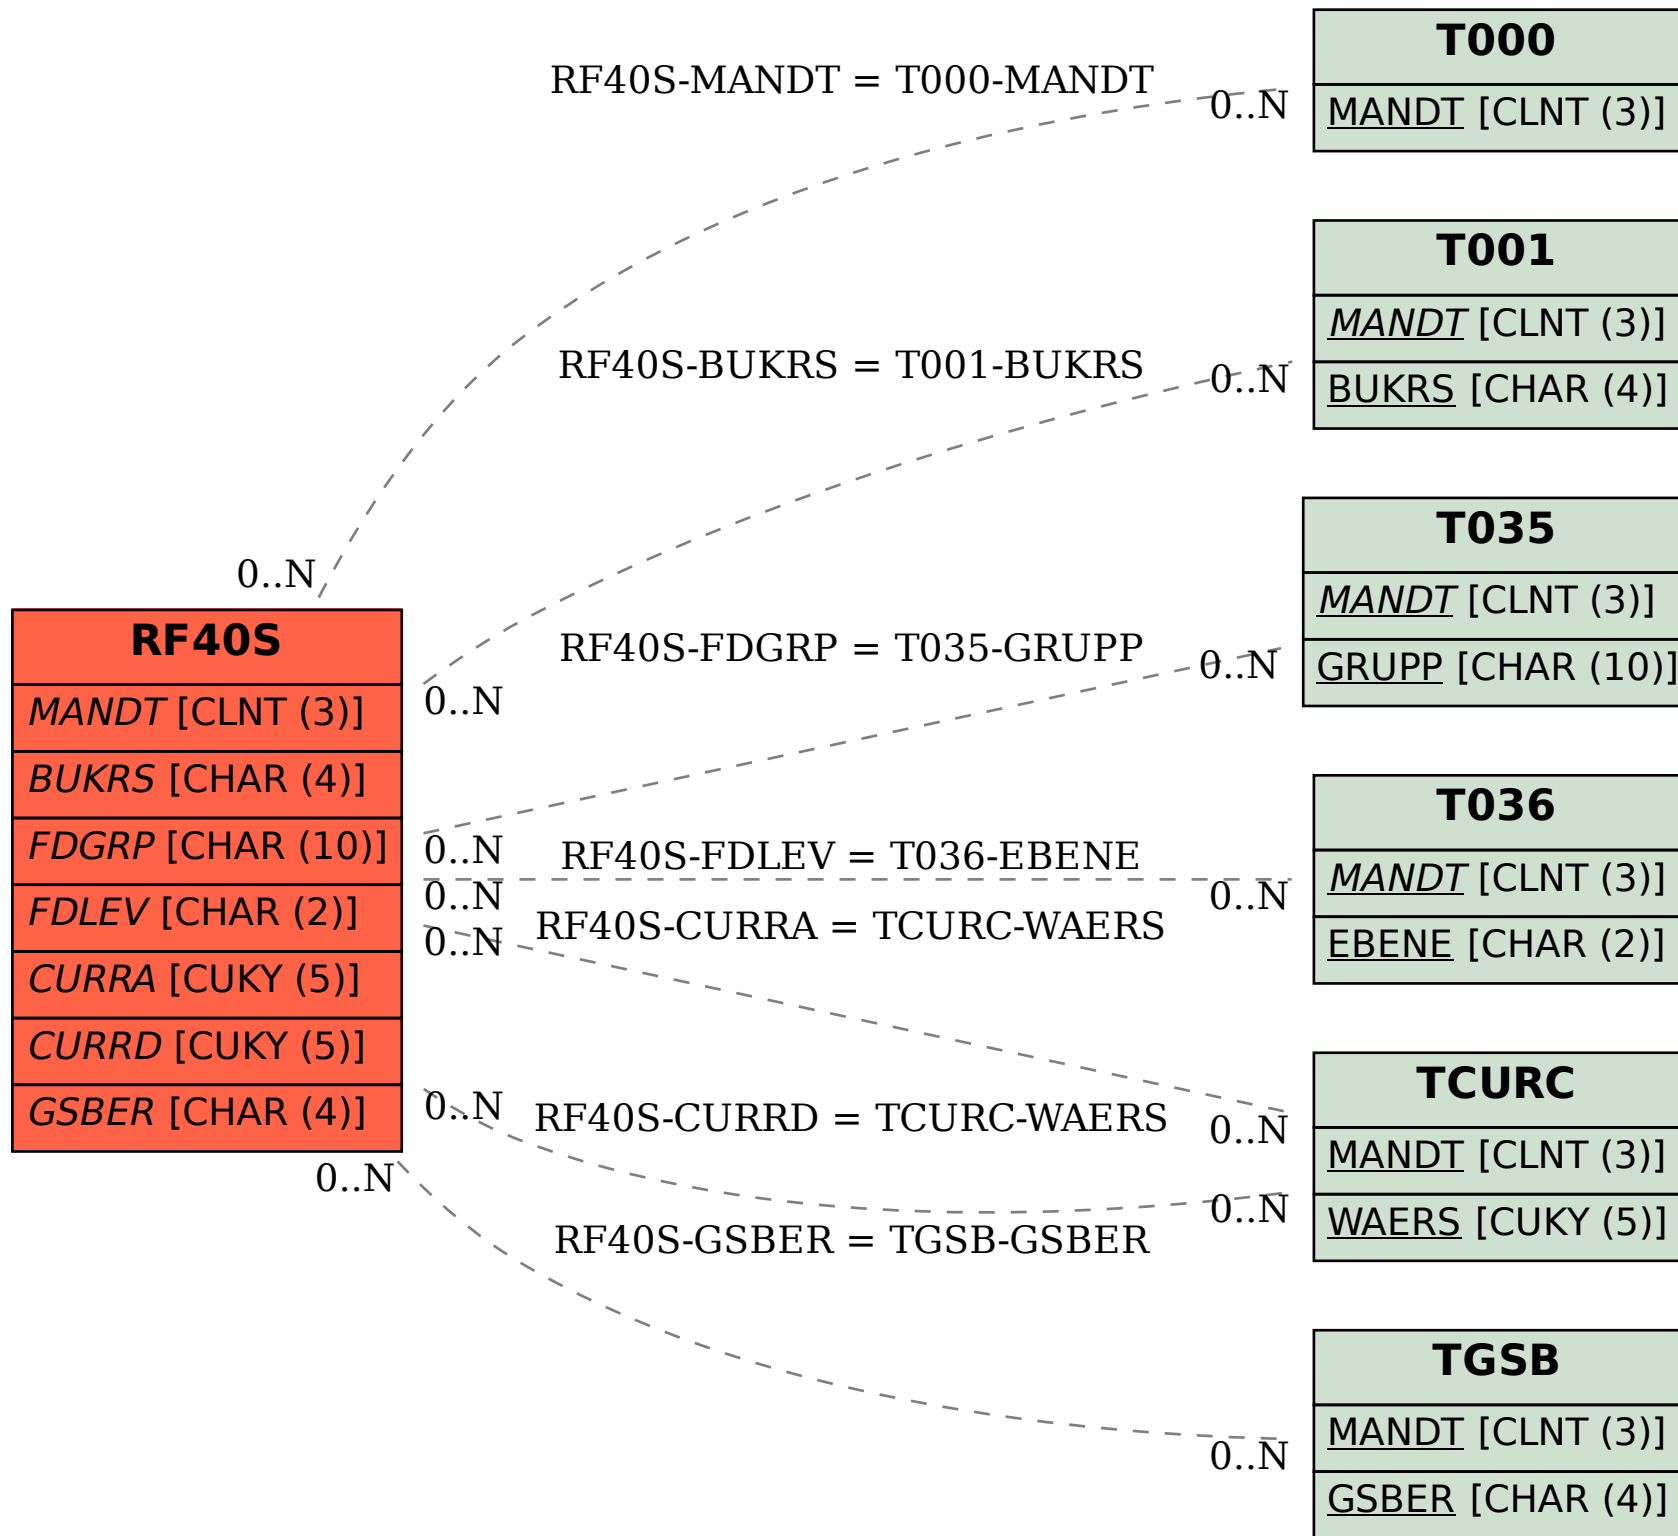 RF40S
MANDT [CLNT (3)]
BUKRS [CHAR (4)]
FDGRP [CHAR (10)]
FDLEV [CHAR (2)]
CURRA [CUKY (5)]
CURRD [CUKY (5)]
GSBER [CHAR (4)]
RF40S-MANDT = T000-MANDT
0..N
0..N
RF40S-BUKRS = T001-BUKRS
0..N
0..N
RF40S-FDGRP = T035-GRUPP
0..N
0..N
RF40S-FDLEV = T036-EBENE
0..N
0..N
RF40S-CURRA = TCURC-WAERS
0..N
0..N
RF40S-CURRD = TCURC-WAERS
0..N
0..N
RF40S-GSBER = TGSB-GSBER
0..N
0..N
T000
MANDT [CLNT (3)]
T001
MANDT [CLNT (3)]
BUKRS [CHAR (4)]
T035
MANDT [CLNT (3)]
GRUPP [CHAR (10)]
T036
MANDT [CLNT (3)]
EBENE [CHAR (2)]
TCURC
MANDT [CLNT (3)]
WAERS [CUKY (5)]
TGSB
MANDT [CLNT (3)]
GSBER [CHAR (4)]